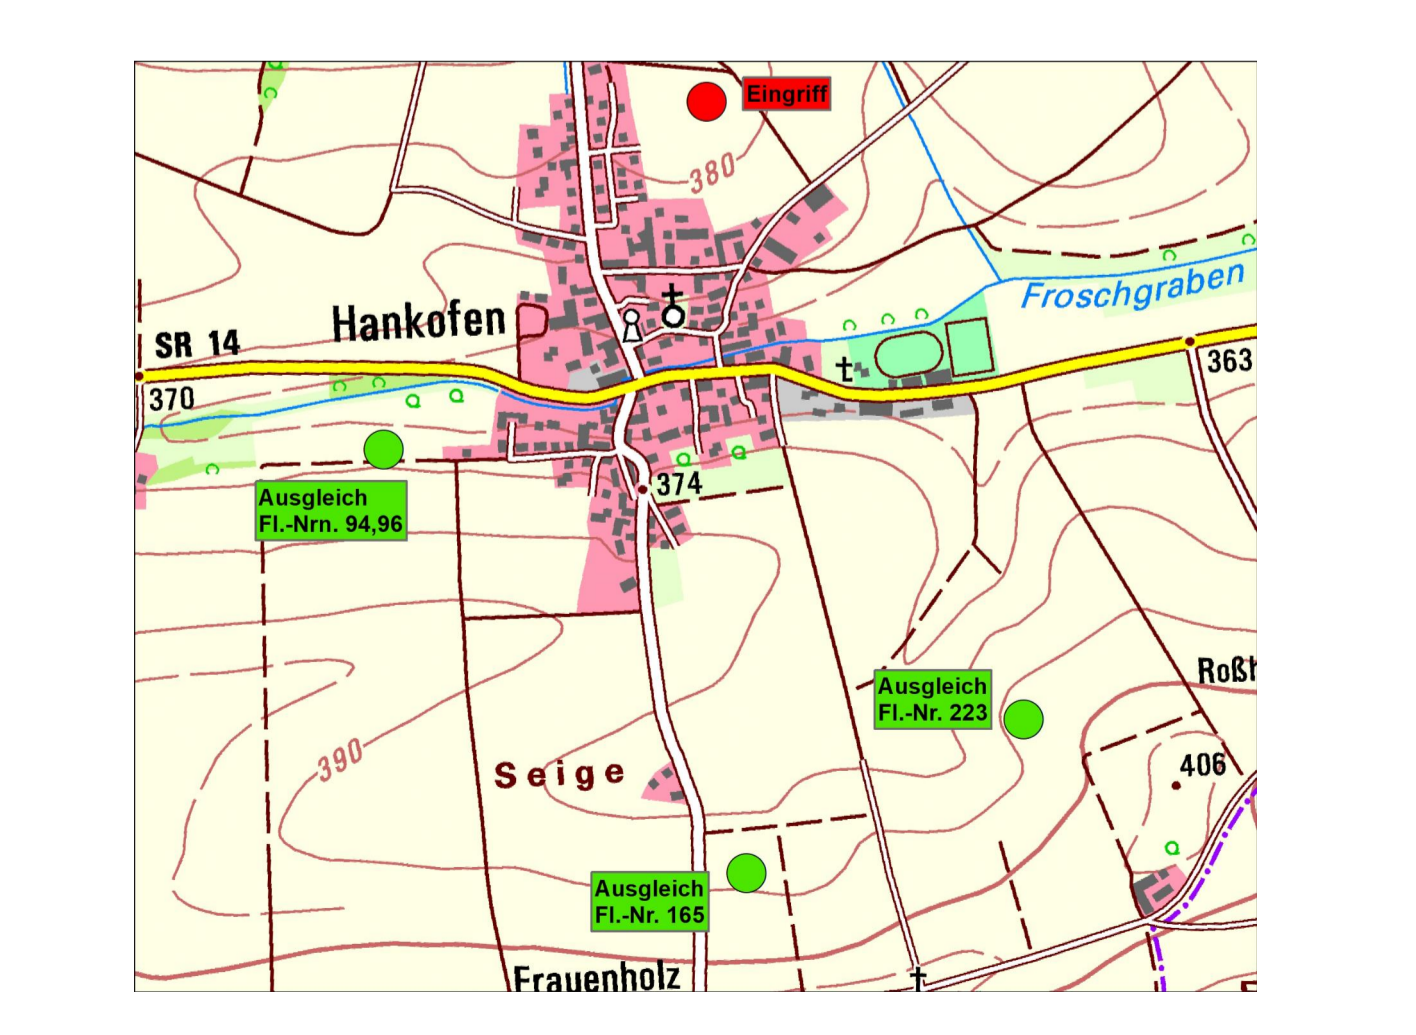 Eingriff
380
Froschgraben
Hankofen
SR 14
363
370
374
Ausgleich
Fl.-Nrn. 94,96
Ausgleich
Fl.-Nr. 223
Roßh
390
Seige
406
Ausgleich
Fl.-Nr. 165
Frauenholz